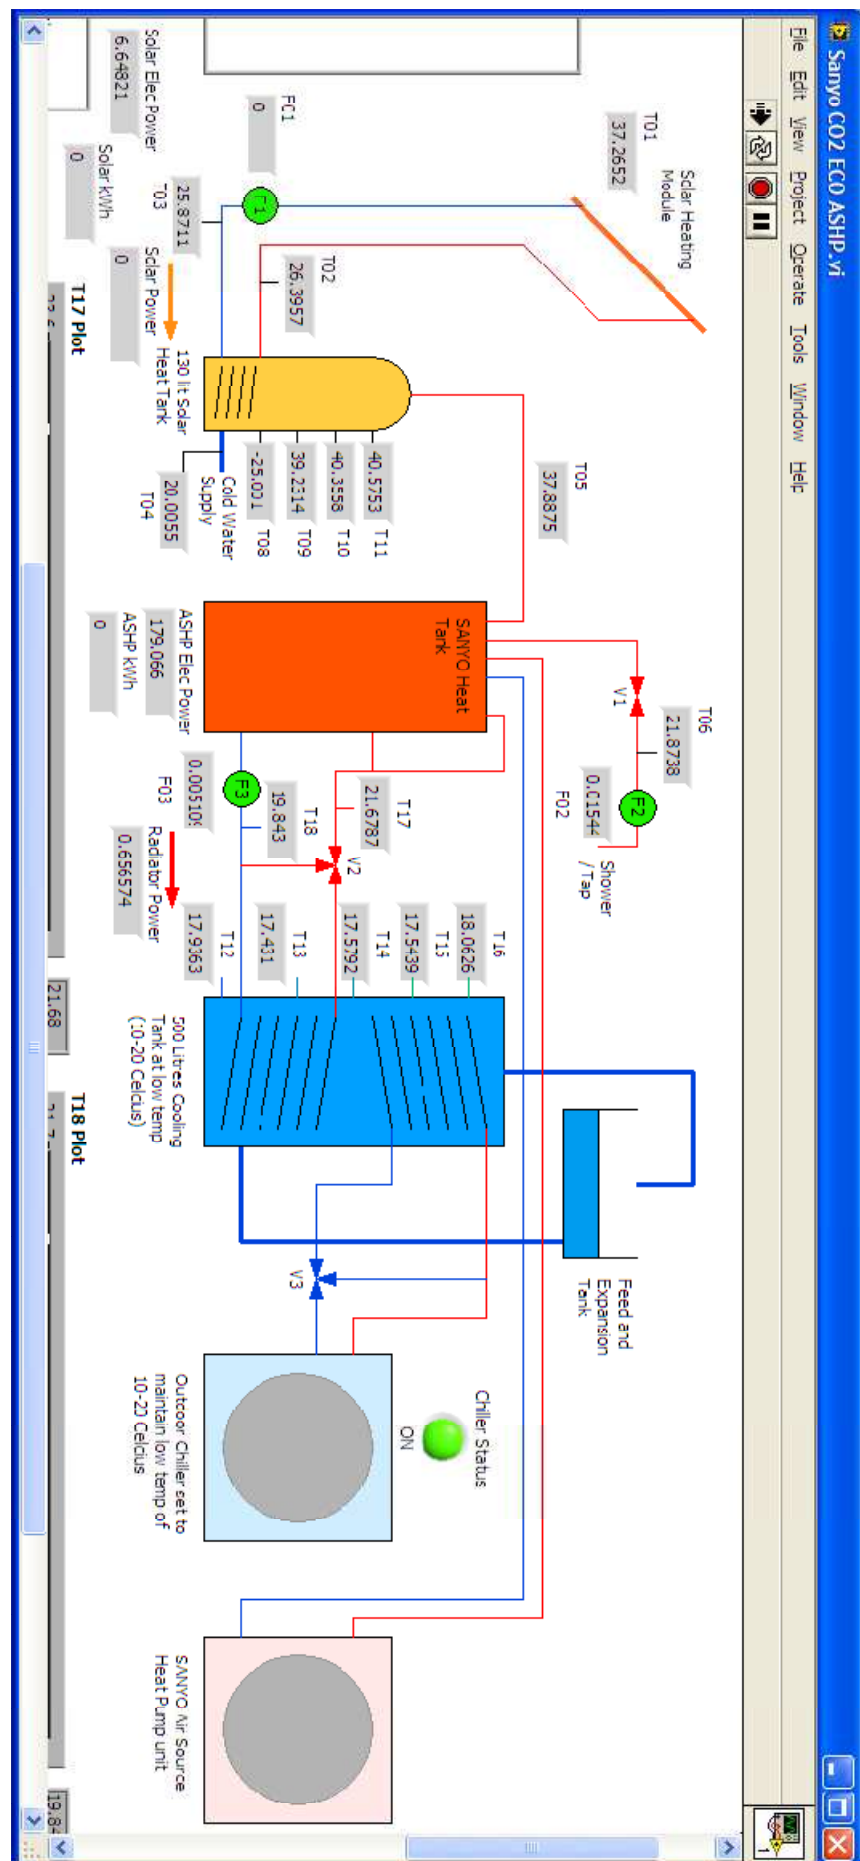 Sanyo CO2 ECO ASHP.vi
File Edit View Project Operate Tools Window Help
Solar Heating
Module
T01
37.2652
T06
21.8738
V1
F2
0.01544
F02
Shower
/Tap
Feed and
Expansion
Tank
T05
37.8875
T02
26.3957
F01
0
F1
T11
40.5753
T10
40.3558
T09
39.2314
T08
-25.001
Cold Water
Supply
20.0055
T04
SANYO Heat
Tank
T17
21.6787
T18
19.843
V2
F3
0.005109
F03
T16
18.0626
T15
17.5439
T14
17.5792
T13
17.431
T12
17.9363
Chiller Status
ON
V3
Solar Elec Power
6.64821
25.8711
T03
Solar kWh
0
Solar Power
0
130 lit Solar
Heat Tank
ASHP Elec Power
179.066
ASHP kWh
0
Radiator Power
0.656574
500 Litres Cooling
Tank at low temp
(10-20 Celcius)
Outdoor Chiller set to
maintain low temp of
10-20 Celcius
SANYO Air Source
Heat Pump unit
T17 Plot
21.68
T18 Plot
19.84